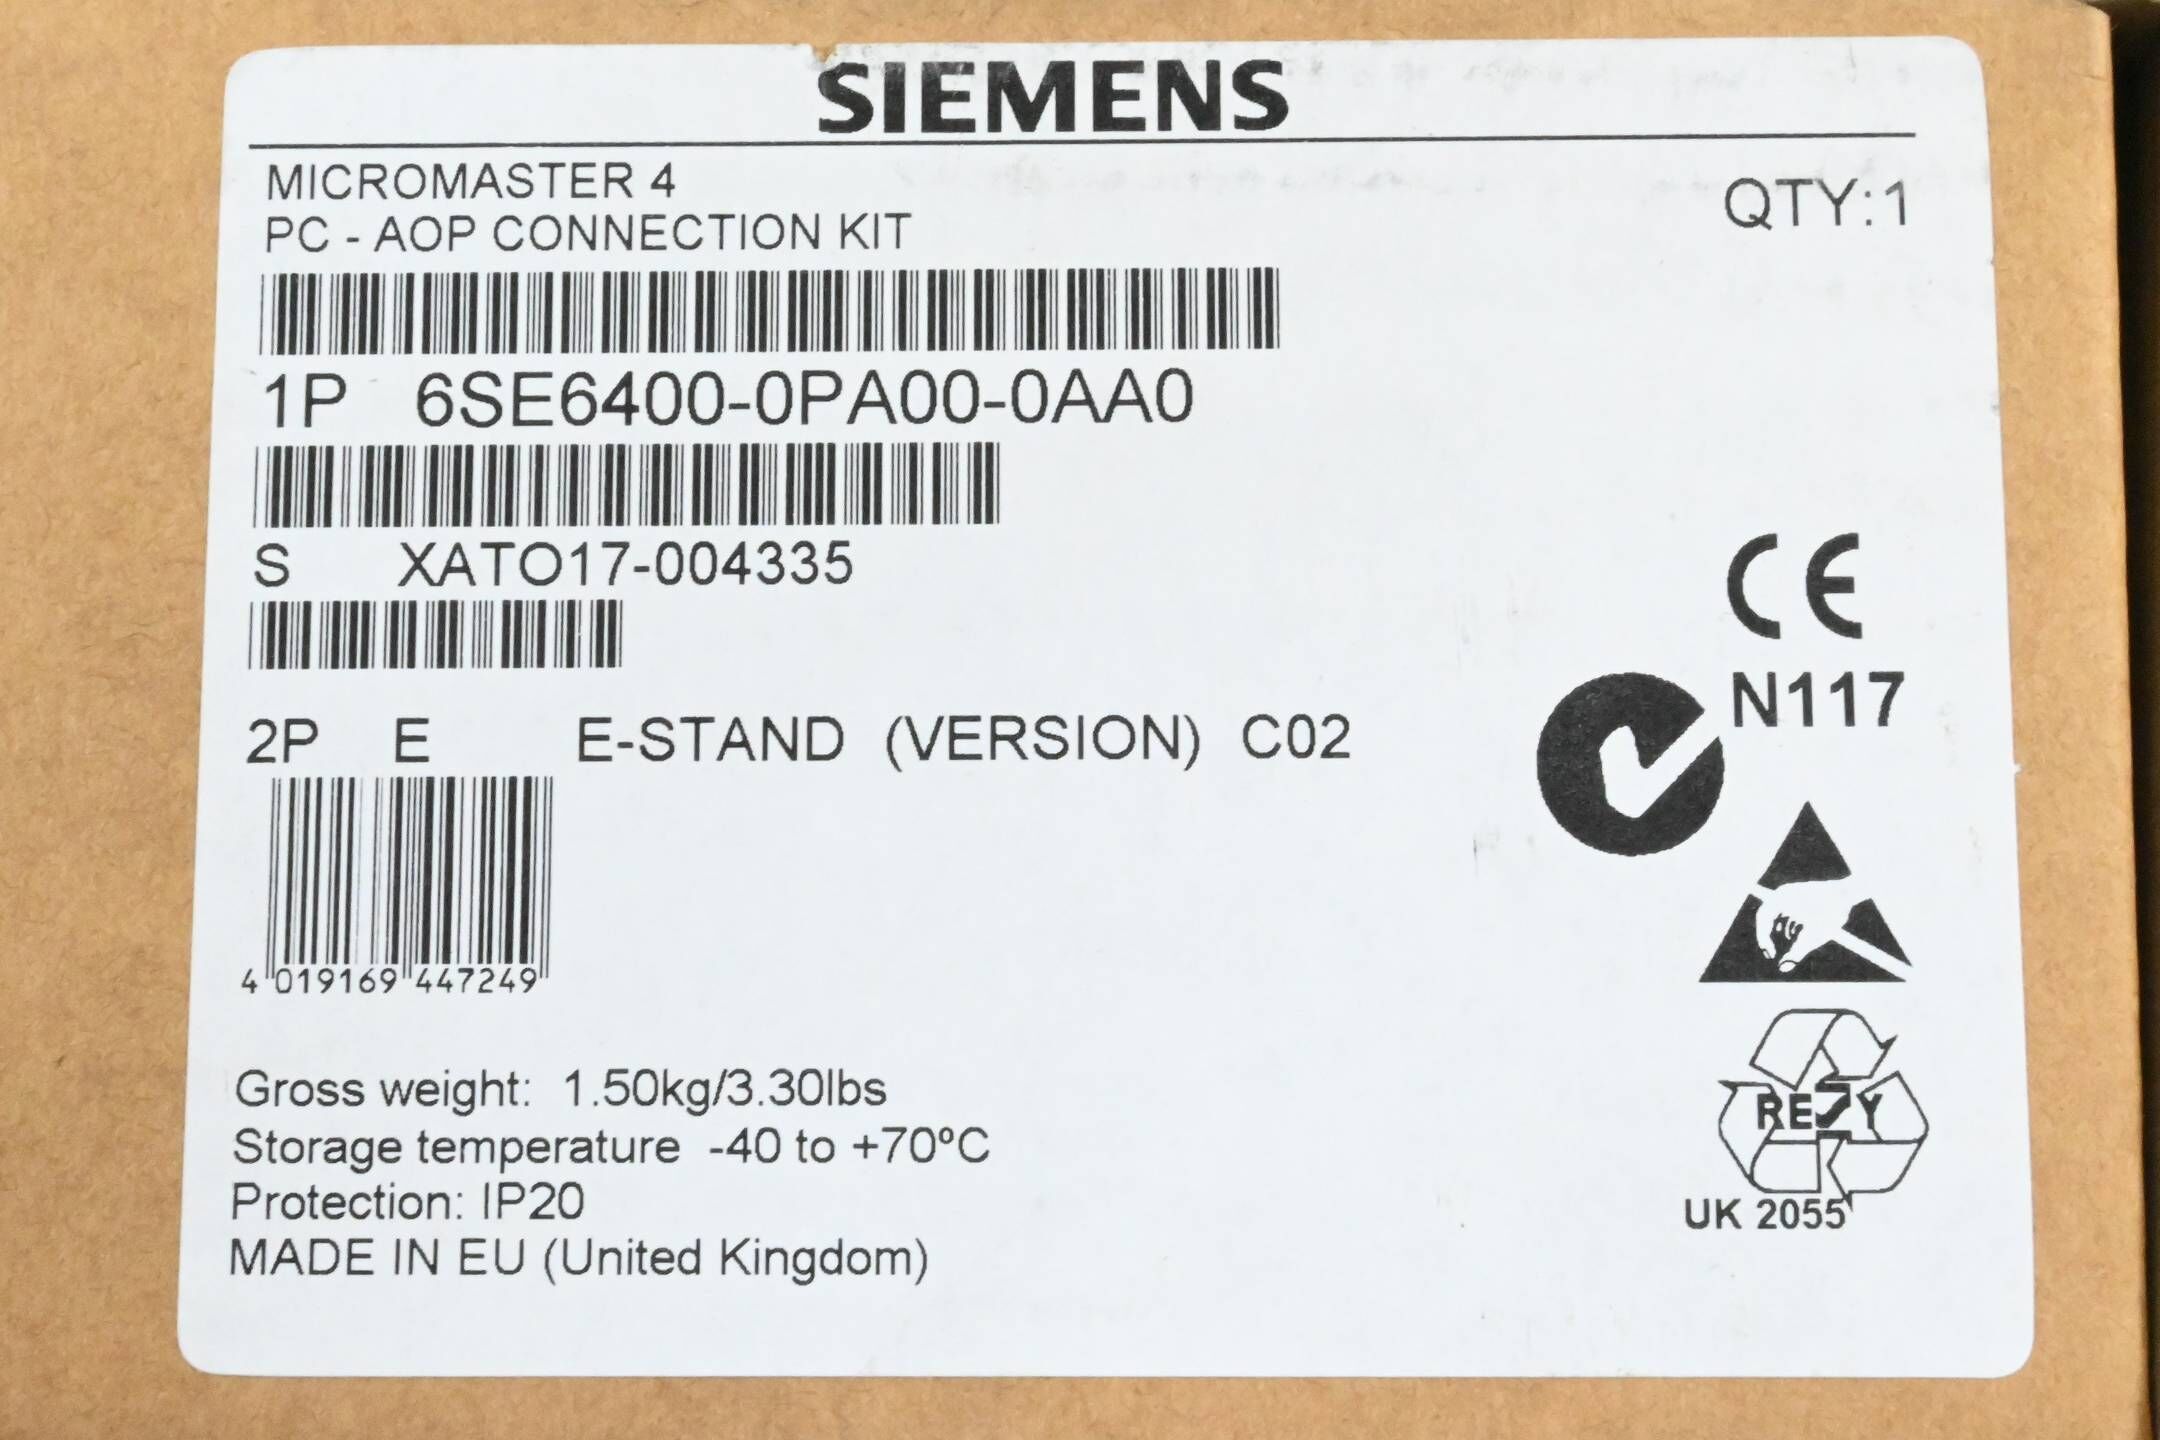 SIEMENS
MICROMASTER 4
PC - AOP CONNECTION KIT
QTY:1
1P 6SE6400-0PA00-0AA0
S XATO17-004335
2P E E-STAND (VERSION) C02
N117
4 019169 447249
RESY
UK 2055
Gross weight: 1.50kg/3.30lbs
Storage temperature -40 to +70°C
Protection: IP20
MADE IN EU (United Kingdom)